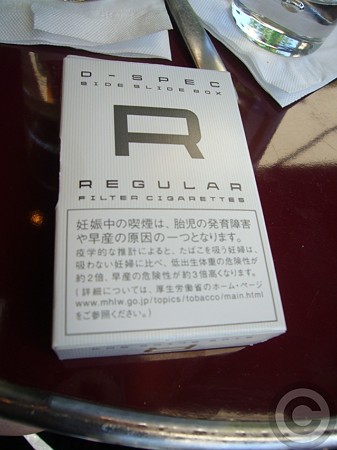 D-SPEC
SIDE SLIDE BOX
R
REGULAR
FILTER CIGARETTES
妊娠中の喫煙は、胎児の発育障害
や早産の原因の一つとなります。
疫学的な推計によると、たばこを吸う妊婦は、
吸わない妊婦に比べ、低出生体重の危険性が
約2倍、早産の危険性が約3倍高くなります。
(詳細については、厚生労働省のホーム・ページ
www.mhlw.go.jp/topics/tobacco/main.html
をご参照ください。)
©